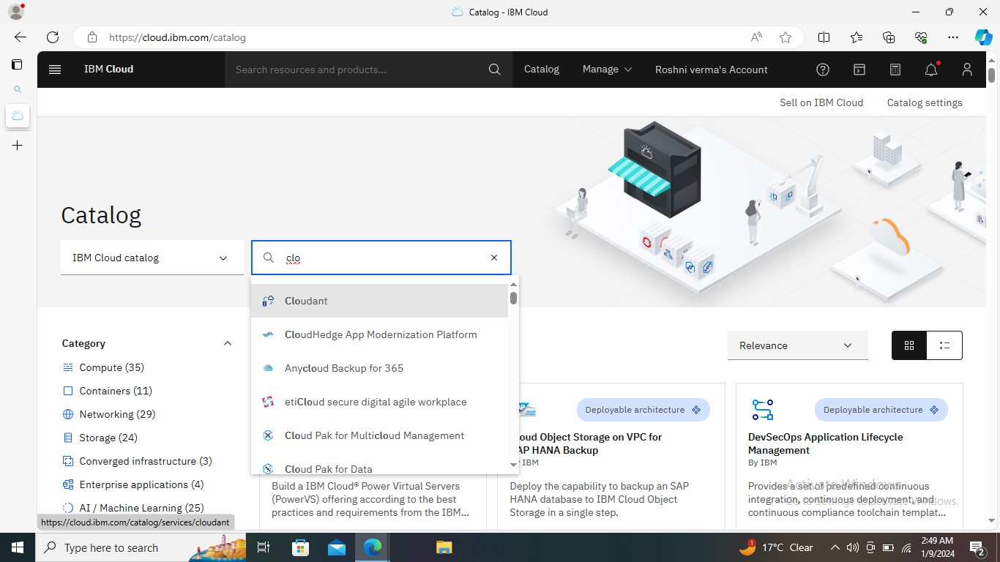 Catalog - IBM Cloud
https://cloud.ibm.com/catalog
IBM Cloud
Search resources and products...
Catalog
Manage
Roshni verma's Account
Sell on IBM Cloud
Catalog settings
Catalog
IBM Cloud catalog
clo
Cloudant
CloudHedge App Modernization Platform
Anycloud Backup for 365
etiCloud secure digital agile workplace
Cloud Pak for Multicloud Management
Cloud Pak for Data
Category
Compute (35)
Containers (11)
Networking (29)
Storage (24)
Converged infrastructure (3)
Enterprise applications (4)
AI / Machine Learning (25)
https://cloud.ibm.com/catalog/services/cloudant
Relevance
Build a IBM Cloud® Power Virtual Servers
(PowerVS) offering according to the best
practices and requirements from the IBM...
Deployable architecture
loud Object Storage on VPC for
AP HANA Backup
IBM
Deploy the capability to backup an SAP
HANA database to IBM Cloud Object
Storage in a single step.
Deployable architecture
DevSecOps Application Lifecycle
Management
By IBM
Provides a set of predefined continuous
integration, continuous deployment, and
continuous compliance toolchain templat...
Activate Windows
Go to Settings to activate Windows.
Type here to search
17°C Clear
2:49 AM
1/9/2024
2